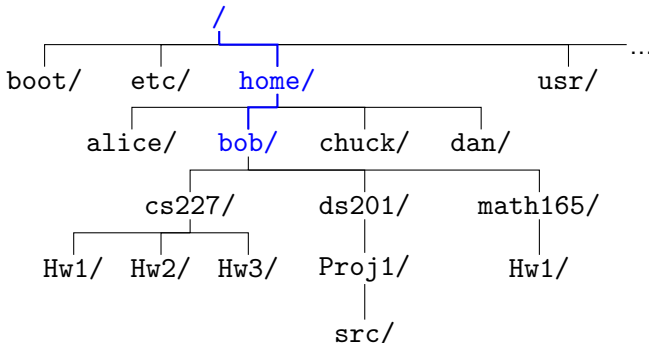 /
...
boot/ etc/ home/ usr/
alice/ bob/ chuck/ dan/
cs227/ ds201/ math165/
Hw1/ Hw2/ Hw3/ Proj1/ Hw1/
src/